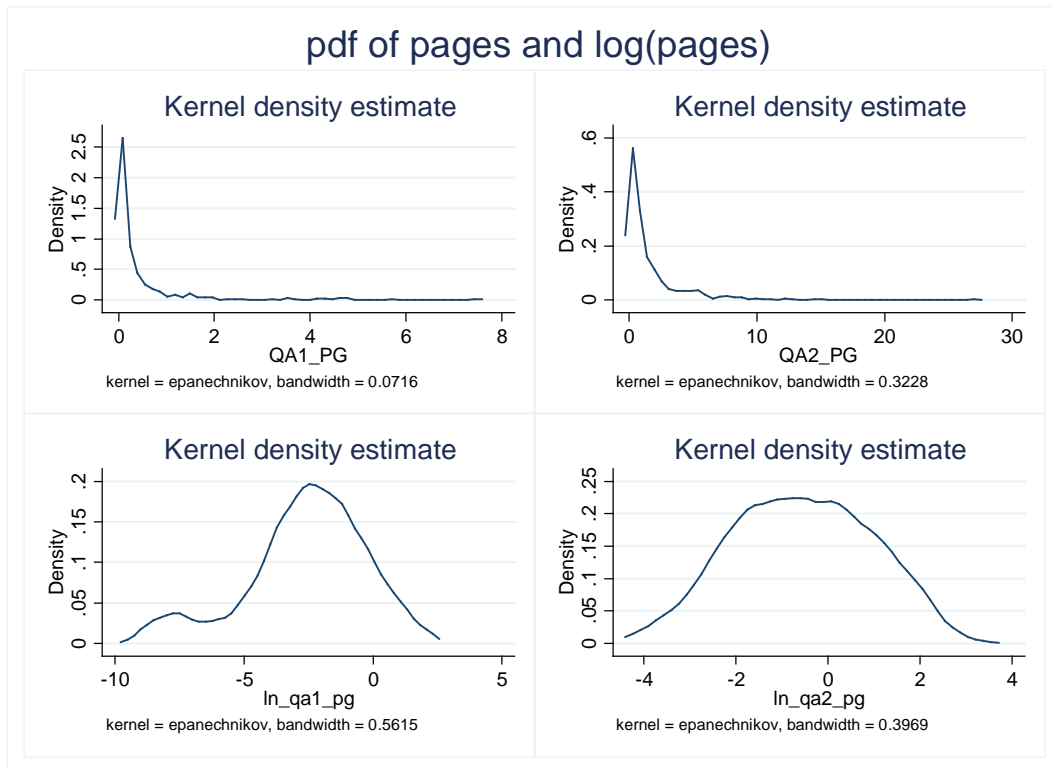 pdf of pages and log(pages)
Kernel density estimate
Density
0 .5 1 1.5 2 2.5
0 2 4 6 8
QA1_PG
kernel = epanechnikov, bandwidth = 0.0716
Kernel density estimate
Density
0 .2 .4 .6
0 10 20 30
QA2_PG
kernel = epanechnikov, bandwidth = 0.3228
Kernel density estimate
Density
0 .05 .1 .15 .2
-10 -5 0 5
ln_qa1_pg
kernel = epanechnikov, bandwidth = 0.5615
Kernel density estimate
Density
0 .05 .1 .15 .2 .25
-4 -2 0 2 4
ln_qa2_pg
kernel = epanechnikov, bandwidth = 0.3969